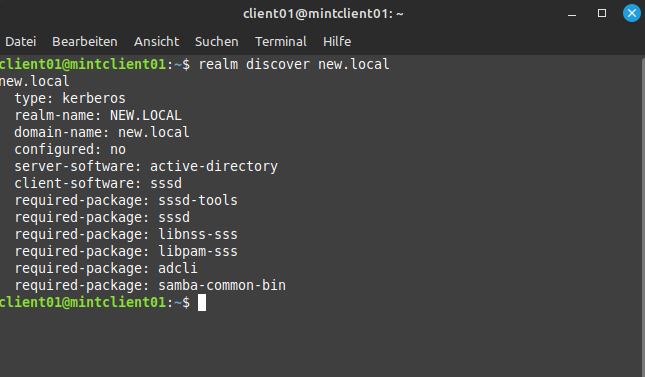 client01@mintclient01: ~
Datei Bearbeiten Ansicht Suchen Terminal Hilfe
client01@mintclient01:~$ realm discover new.local
new.local
  type: kerberos
  realm-name: NEW.LOCAL
  domain-name: new.local
  configured: no
  server-software: active-directory
  client-software: sssd
  required-package: sssd-tools
  required-package: sssd
  required-package: libnss-sss
  required-package: libpam-sss
  required-package: adcli
  required-package: samba-common-bin
client01@mintclient01:~$